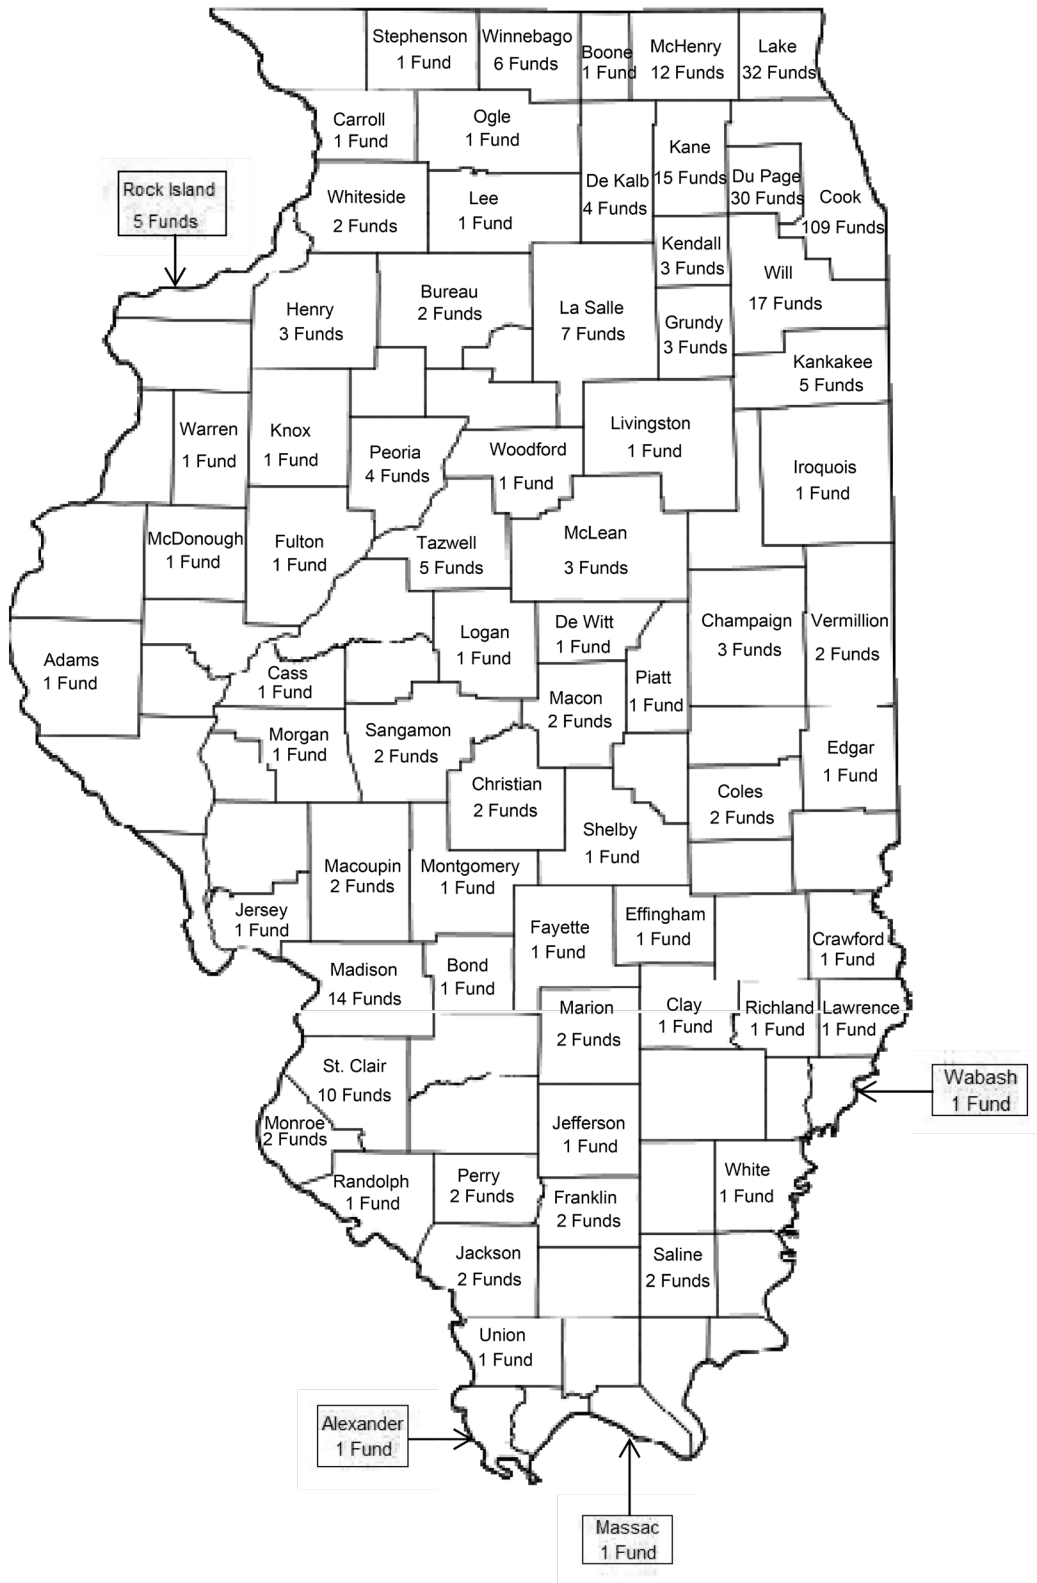 Stephenson
1 Fund
Winnebago
6 Funds
Boone
1 Fund
McHenry
12 Funds
Lake
32 Funds
Carroll
1 Fund
Ogle
1 Fund
Kane
15 Funds
Du Page
30 Funds
Cook
109 Funds
De Kalb
4 Funds
Rock Island
5 Funds
Whiteside
2 Funds
Lee
1 Fund
Kendall
3 Funds
Will
17 Funds
Henry
3 Funds
Bureau
2 Funds
La Salle
7 Funds
Grundy
3 Funds
Kankakee
5 Funds
Warren
1 Fund
Knox
1 Fund
Peoria
4 Funds
Woodford
1 Fund
Livingston
1 Fund
Iroquois
1 Fund
McDonough
1 Fund
Fulton
1 Fund
Tazwell
5 Funds
McLean
3 Funds
Adams
1 Fund
Cass
1 Fund
Logan
1 Fund
De Witt
1 Fund
Piatt
1 Fund
Champaign
3 Funds
Vermillion
2 Funds
Morgan
1 Fund
Sangamon
2 Funds
Macon
2 Funds
Christian
2 Funds
Coles
2 Funds
Edgar
1 Fund
Shelby
1 Fund
Macoupin
2 Funds
Montgomery
1 Fund
Jersey
1 Fund
Fayette
1 Fund
Effingham
1 Fund
Crawford
1 Fund
Madison
14 Funds
Bond
1 Fund
Marion
2 Funds
Clay
1 Fund
Richland
1 Fund
Lawrence
1 Fund
St. Clair
10 Funds
Wabash
1 Fund
Monroe
2 Funds
Jefferson
1 Fund
Randolph
1 Fund
Perry
2 Funds
Franklin
2 Funds
White
1 Fund
Jackson
2 Funds
Saline
2 Funds
Union
1 Fund
Alexander
1 Fund
Massac
1 Fund